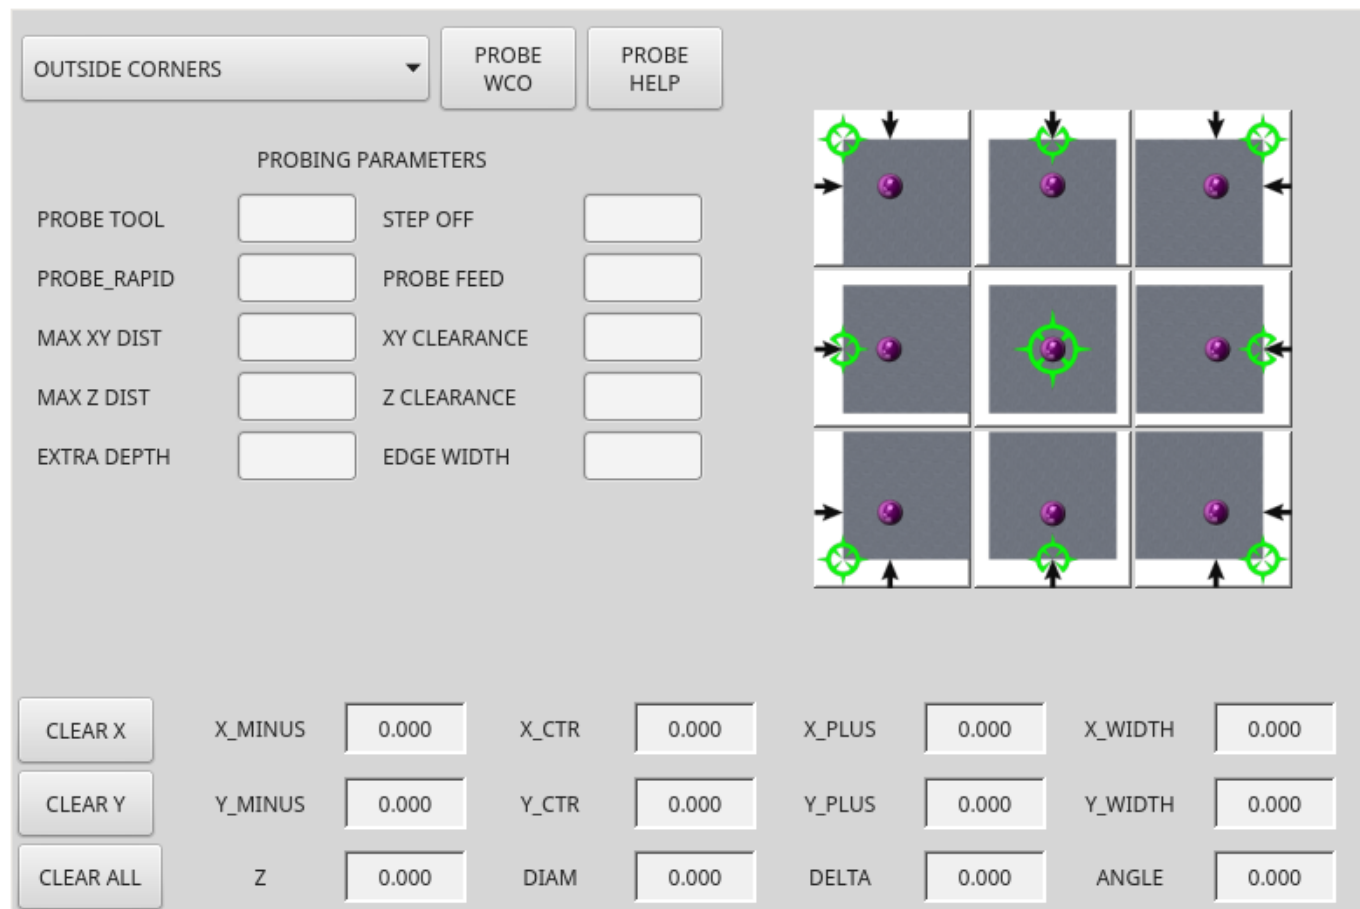 OUTSIDE CORNERS
PROBE
WCO
PROBE
HELP
PROBING PARAMETERS
PROBE TOOL
STEP OFF
PROBE_RAPID
PROBE FEED
MAX XY DIST
XY CLEARANCE
MAX Z DIST
Z CLEARANCE
EXTRA DEPTH
EDGE WIDTH
CLEAR X
X_MINUS 0.000 X_CTR 0.000 X_PLUS 0.000 X_WIDTH 0.000
CLEAR Y
Y_MINUS 0.000 Y_CTR 0.000 Y_PLUS 0.000 Y_WIDTH 0.000
CLEAR ALL
Z 0.000 DIAM 0.000 DELTA 0.000 ANGLE 0.000